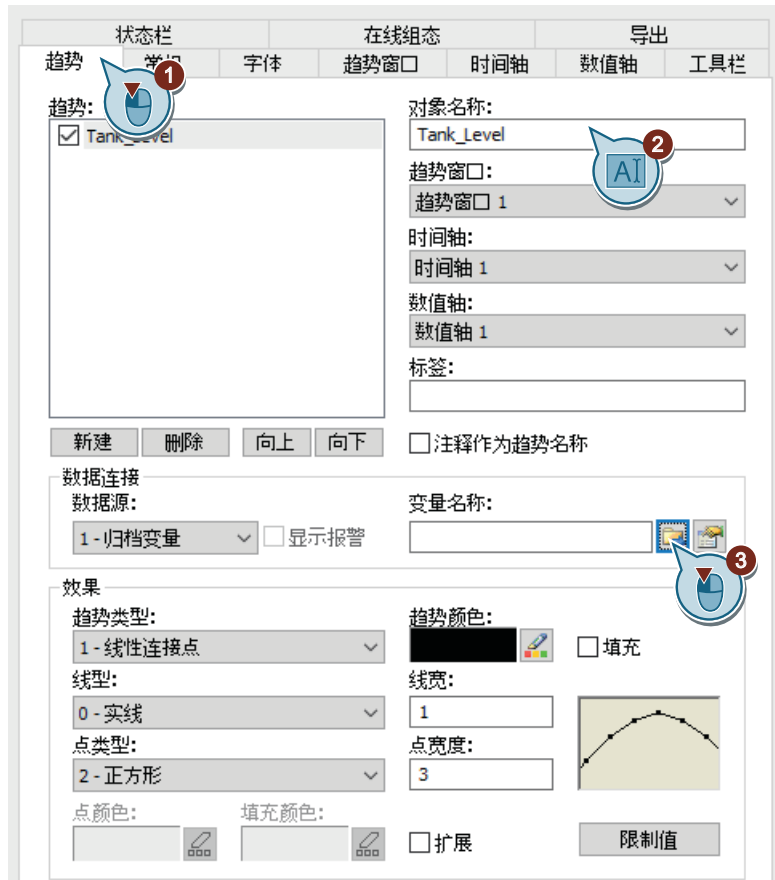 状态栏 在线组态 导出
趋势 常规 字体 趋势窗口 时间轴 数值轴 工具栏
1
趋势: 对象名称:
Tank_Level Tank_Level
2
AI
趋势窗口:
趋势窗口 1
时间轴:
时间轴 1
数值轴:
数值轴 1
标签:
新建 删除 向上 向下 注释作为趋势名称
数据连接
数据源: 变量名称:
1 - 归档变量 显示报警
3
效果
趋势类型: 趋势颜色:
1 - 线性连接点 填充
线型: 线宽:
0 - 实线 1
点类型: 点宽度:
2 - 正方形 3
点颜色: 填充颜色:
扩展 限制值